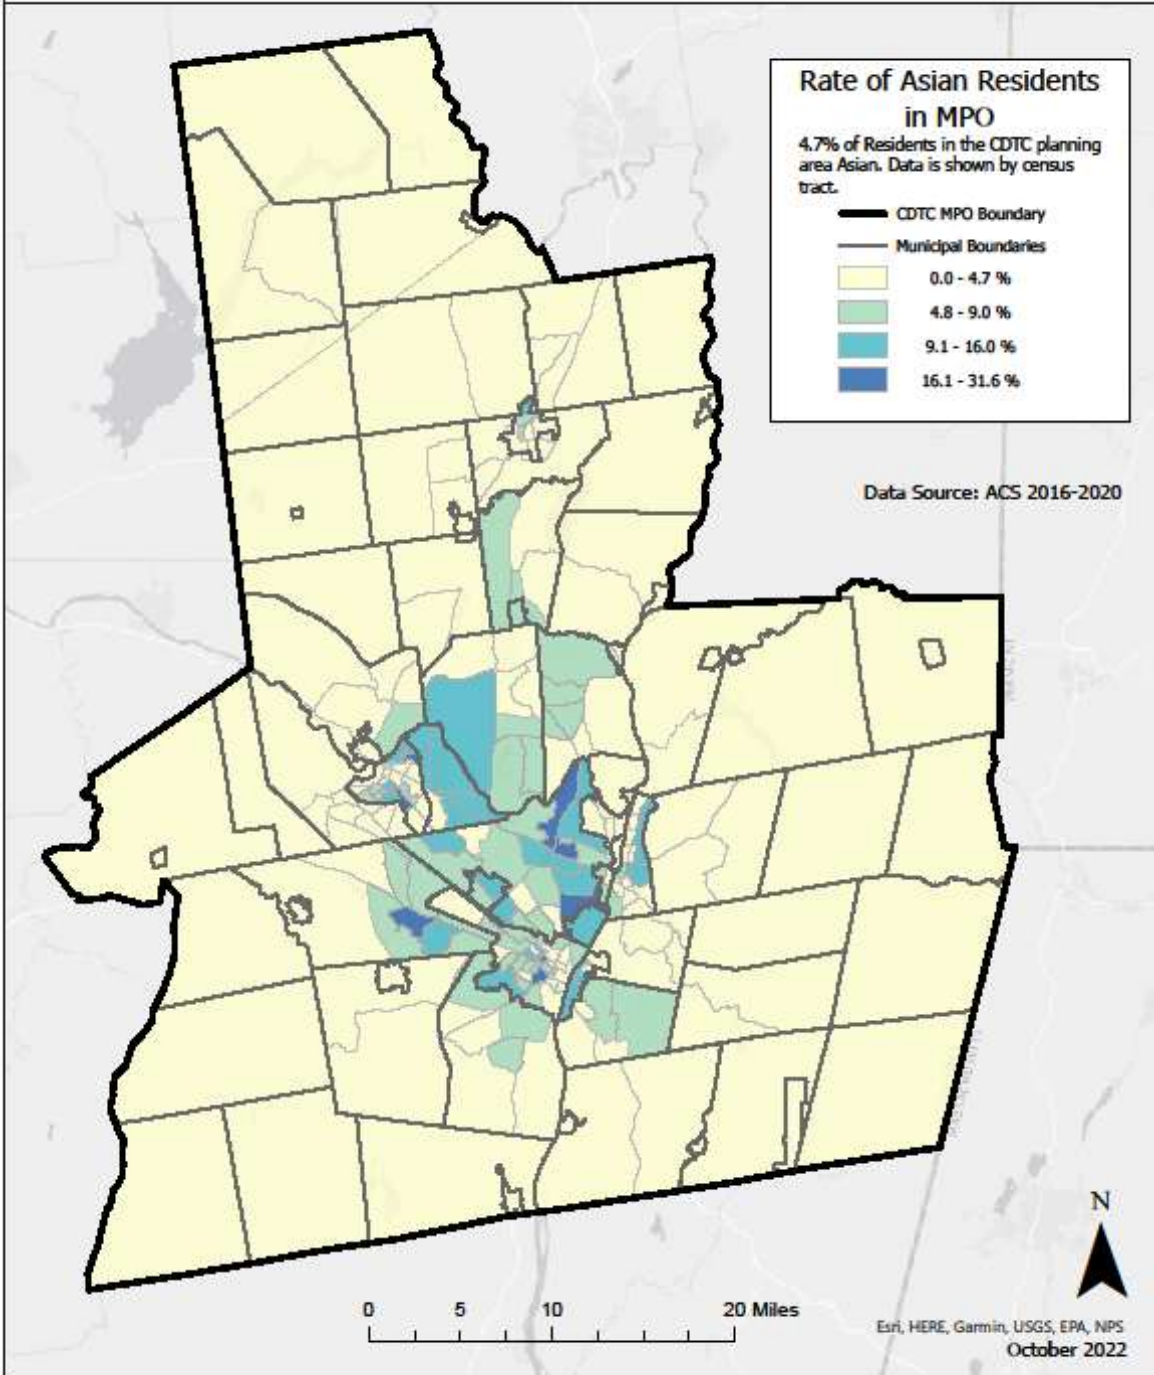 Rate of Asian Residents
in MPO
4.7% of Residents in the CDTC planning
area Asian. Data is shown by census
tract.
CDTC MPO Boundary
Municipal Boundaries
0.0 - 4.7 %
4.8 - 9.0 %
9.1 - 16.0 %
16.1 - 31.6 %
Data Source: ACS 2016-2020
N
0 5 10 20 Miles
Esri, HERE, Garmin, USGS, EPA, NPS
October 2022